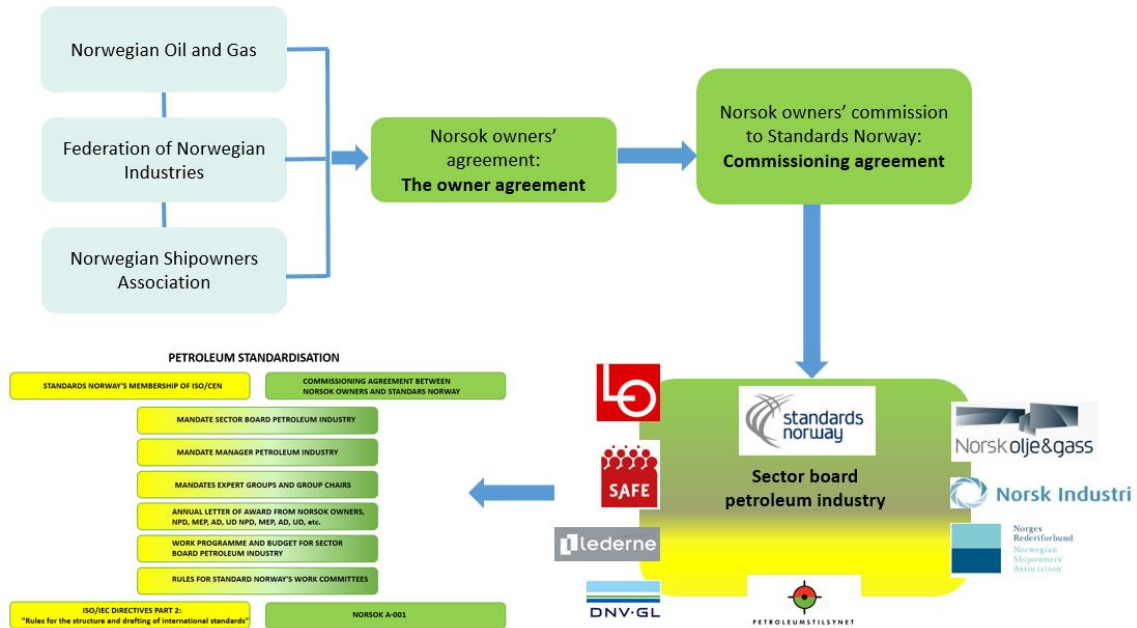 Norwegian Oil and Gas
Federation of Norwegian
Industries
Norwegian Shipowners
Association
Norsok owners'
agreement:
The owner agreement
Norsok owners' commission
to Standards Norway:
Commissioning agreement
PETROLEUM STANDARDISATION
STANDARDS NORWAY'S MEMBERSHIP OF ISO/CEN
COMMISSIONING AGREEMENT BETWEEN
NORSOK OWNERS AND STANDARS NORWAY
MANDATE SECTOR BOARD PETROLEUM INDUSTRY
MANDATE MANAGER PETROLEUM INDUSTRY
MANDATES EXPERT GROUPS AND GROUP CHAIRS
ANNUAL LETTER OF AWARD FROM NORSOK OWNERS,
NPD, MEP, AD, UD NPD, MEP, AD, UD, etc.
WORK PROGRAMME AND BUDGET FOR SECTOR
BOARD PETROLEUM INDUSTRY
RULES FOR STANDARD NORWAY'S WORK COMMITTEES
ISO/IEC DIRECTIVES PART 2:
"Rules for the structure and drafting of international standards"
NORSOK A-001
LO
SAFE
lederne
DNV·GL
standards
norway
Sector board
petroleum industry
PETROLEUMSTILSYNET
Norsk olje&gass
Norsk Industri
Norges
Rederiforbund
Norwegian
Shipowners'
Association